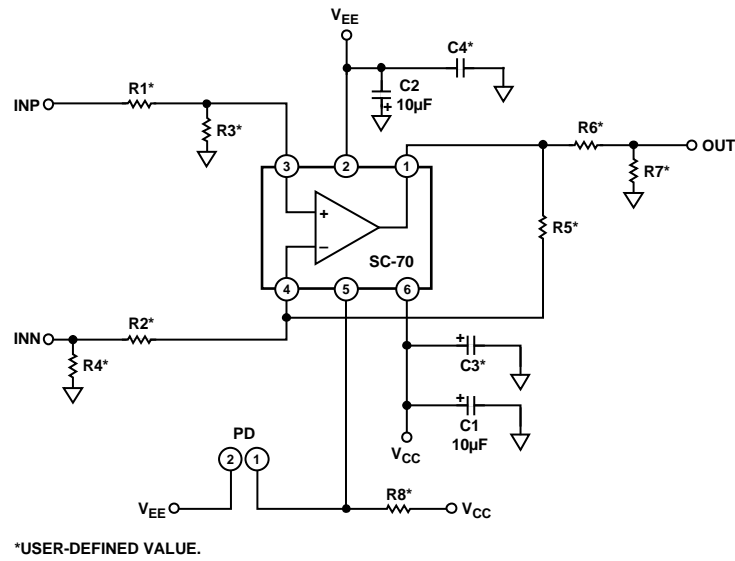 VEE
C4*
C2
10µF
+
R1*
INP
R3*
R6*
OUT
R7*
3
2
1
+
–
R5*
SC-70
4
5
6
INN
R2*
R4*
+
C3*
+
C1
10µF
VCC
PD
2
1
R8*
VEE
VCC
*USER-DEFINED VALUE.